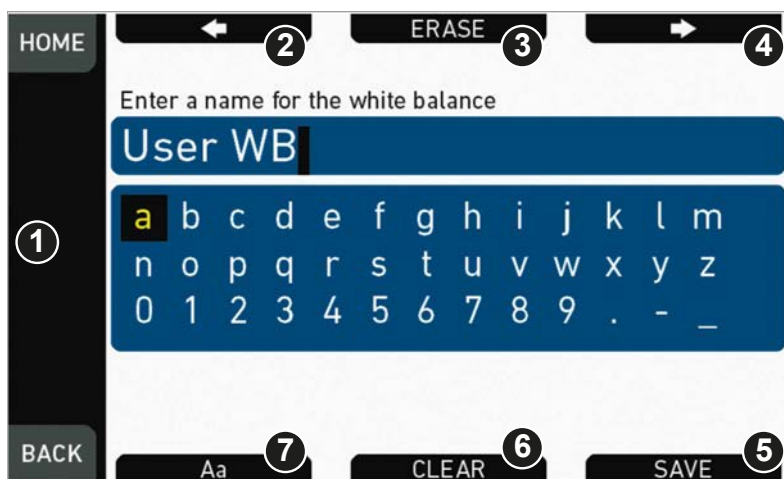 HOME
← 2 ERASE 3 → 4
Enter a name for the white balance
User WB
1
a b c d e f g h i j k l m
n o p q r s t u v w x y z
0 1 2 3 4 5 6 7 8 9 . - _
BACK
Aa 7 CLEAR 6 SAVE 5